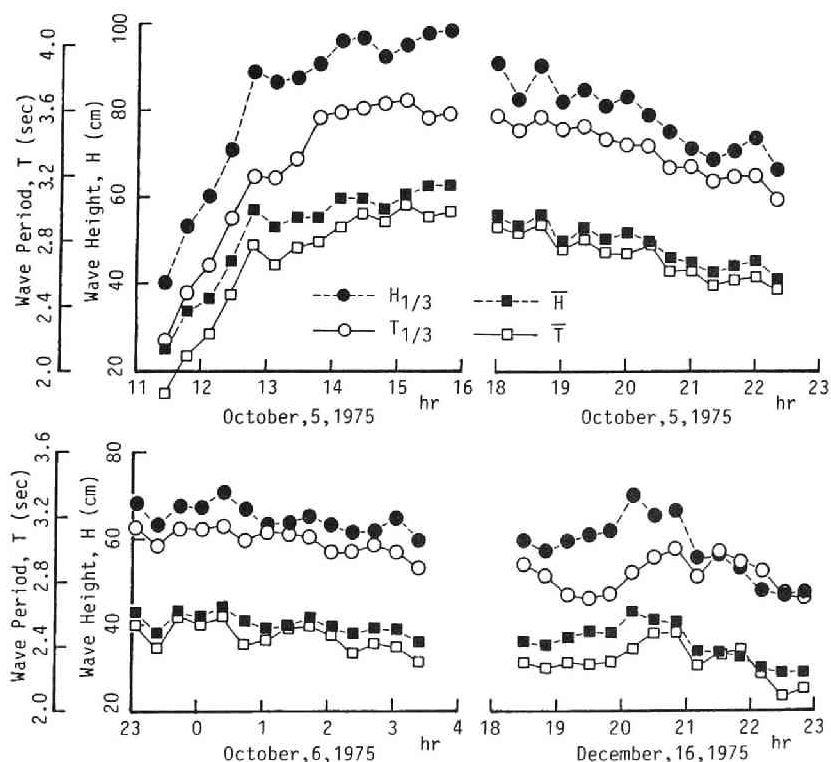 Wave Period, T (sec)
4.0
3.6
3.2
2.8
2.4
2.0
Wave Height, H (cm)
100
80
60
40
20
H1/3
T1/3
H̅
T̅
11 12 13 14 15 16
hr
October,5,1975
18 19 20 21 22 23
hr
October,5,1975
Wave Period, T (sec)
3.6
3.2
2.8
2.4
2.0
Wave Height, H (cm)
80
60
40
20
23 0 1 2 3 4
hr
October,6,1975
18 19 20 21 22 23
hr
December,16,1975